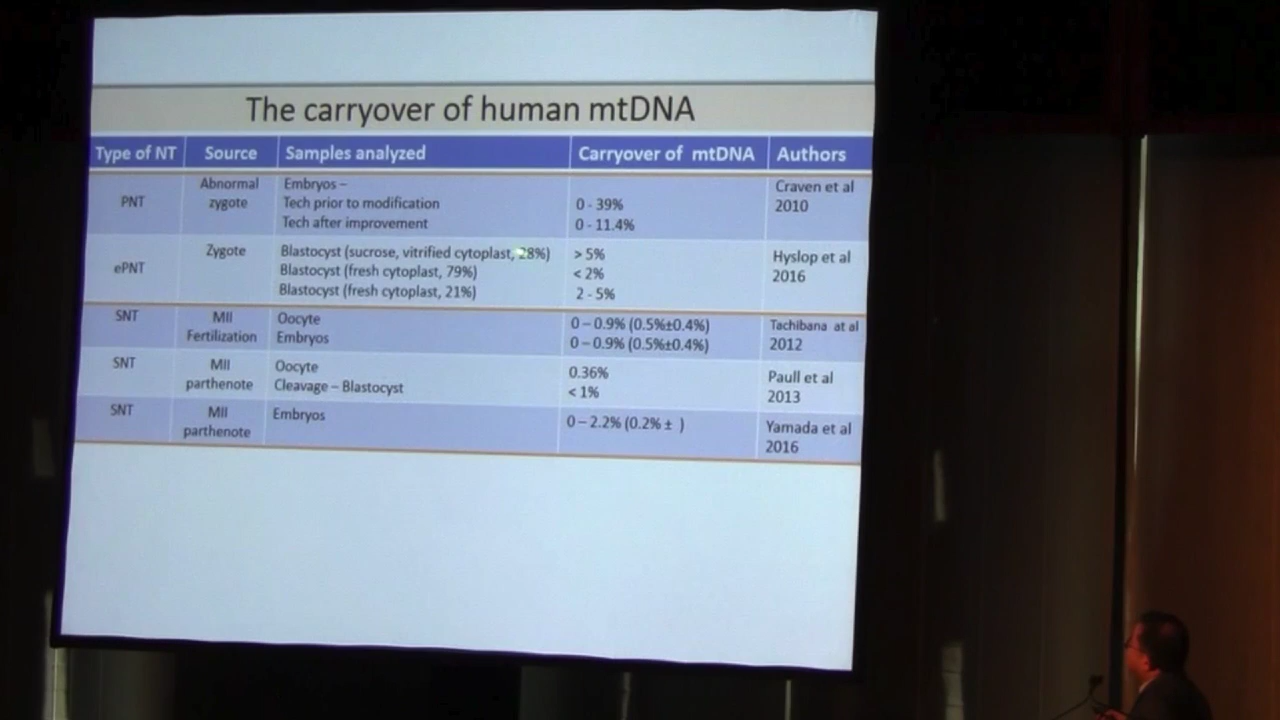 The carryover of human mtDNA
Type of NT Source Samples analyzed Carryover of mtDNA Authors
PNT Abnormal zygote Embryos – Craven et al 2010
Tech prior to modification 0 - 39%
Tech after improvement 0 - 11.4%
ePNT Zygote Blastocyst (sucrose, vitrified cytoplast, 28%) > 5% Hyslop et al 2016
Blastocyst (fresh cytoplast, 79%) < 2%
Blastocyst (fresh cytoplast, 21%) 2 - 5%
SNT MII Fertilization Oocyte 0 – 0.9% (0.5%±0.4%) Tachibana at al 2012
Embryos 0 – 0.9% (0.5%±0.4%)
SNT MII parthenote Oocyte 0.36% Paull et al 2013
Cleavage – Blastocyst < 1%
SNT MII parthenote Embryos 0 – 2.2% (0.2% ± ) Yamada et al 2016